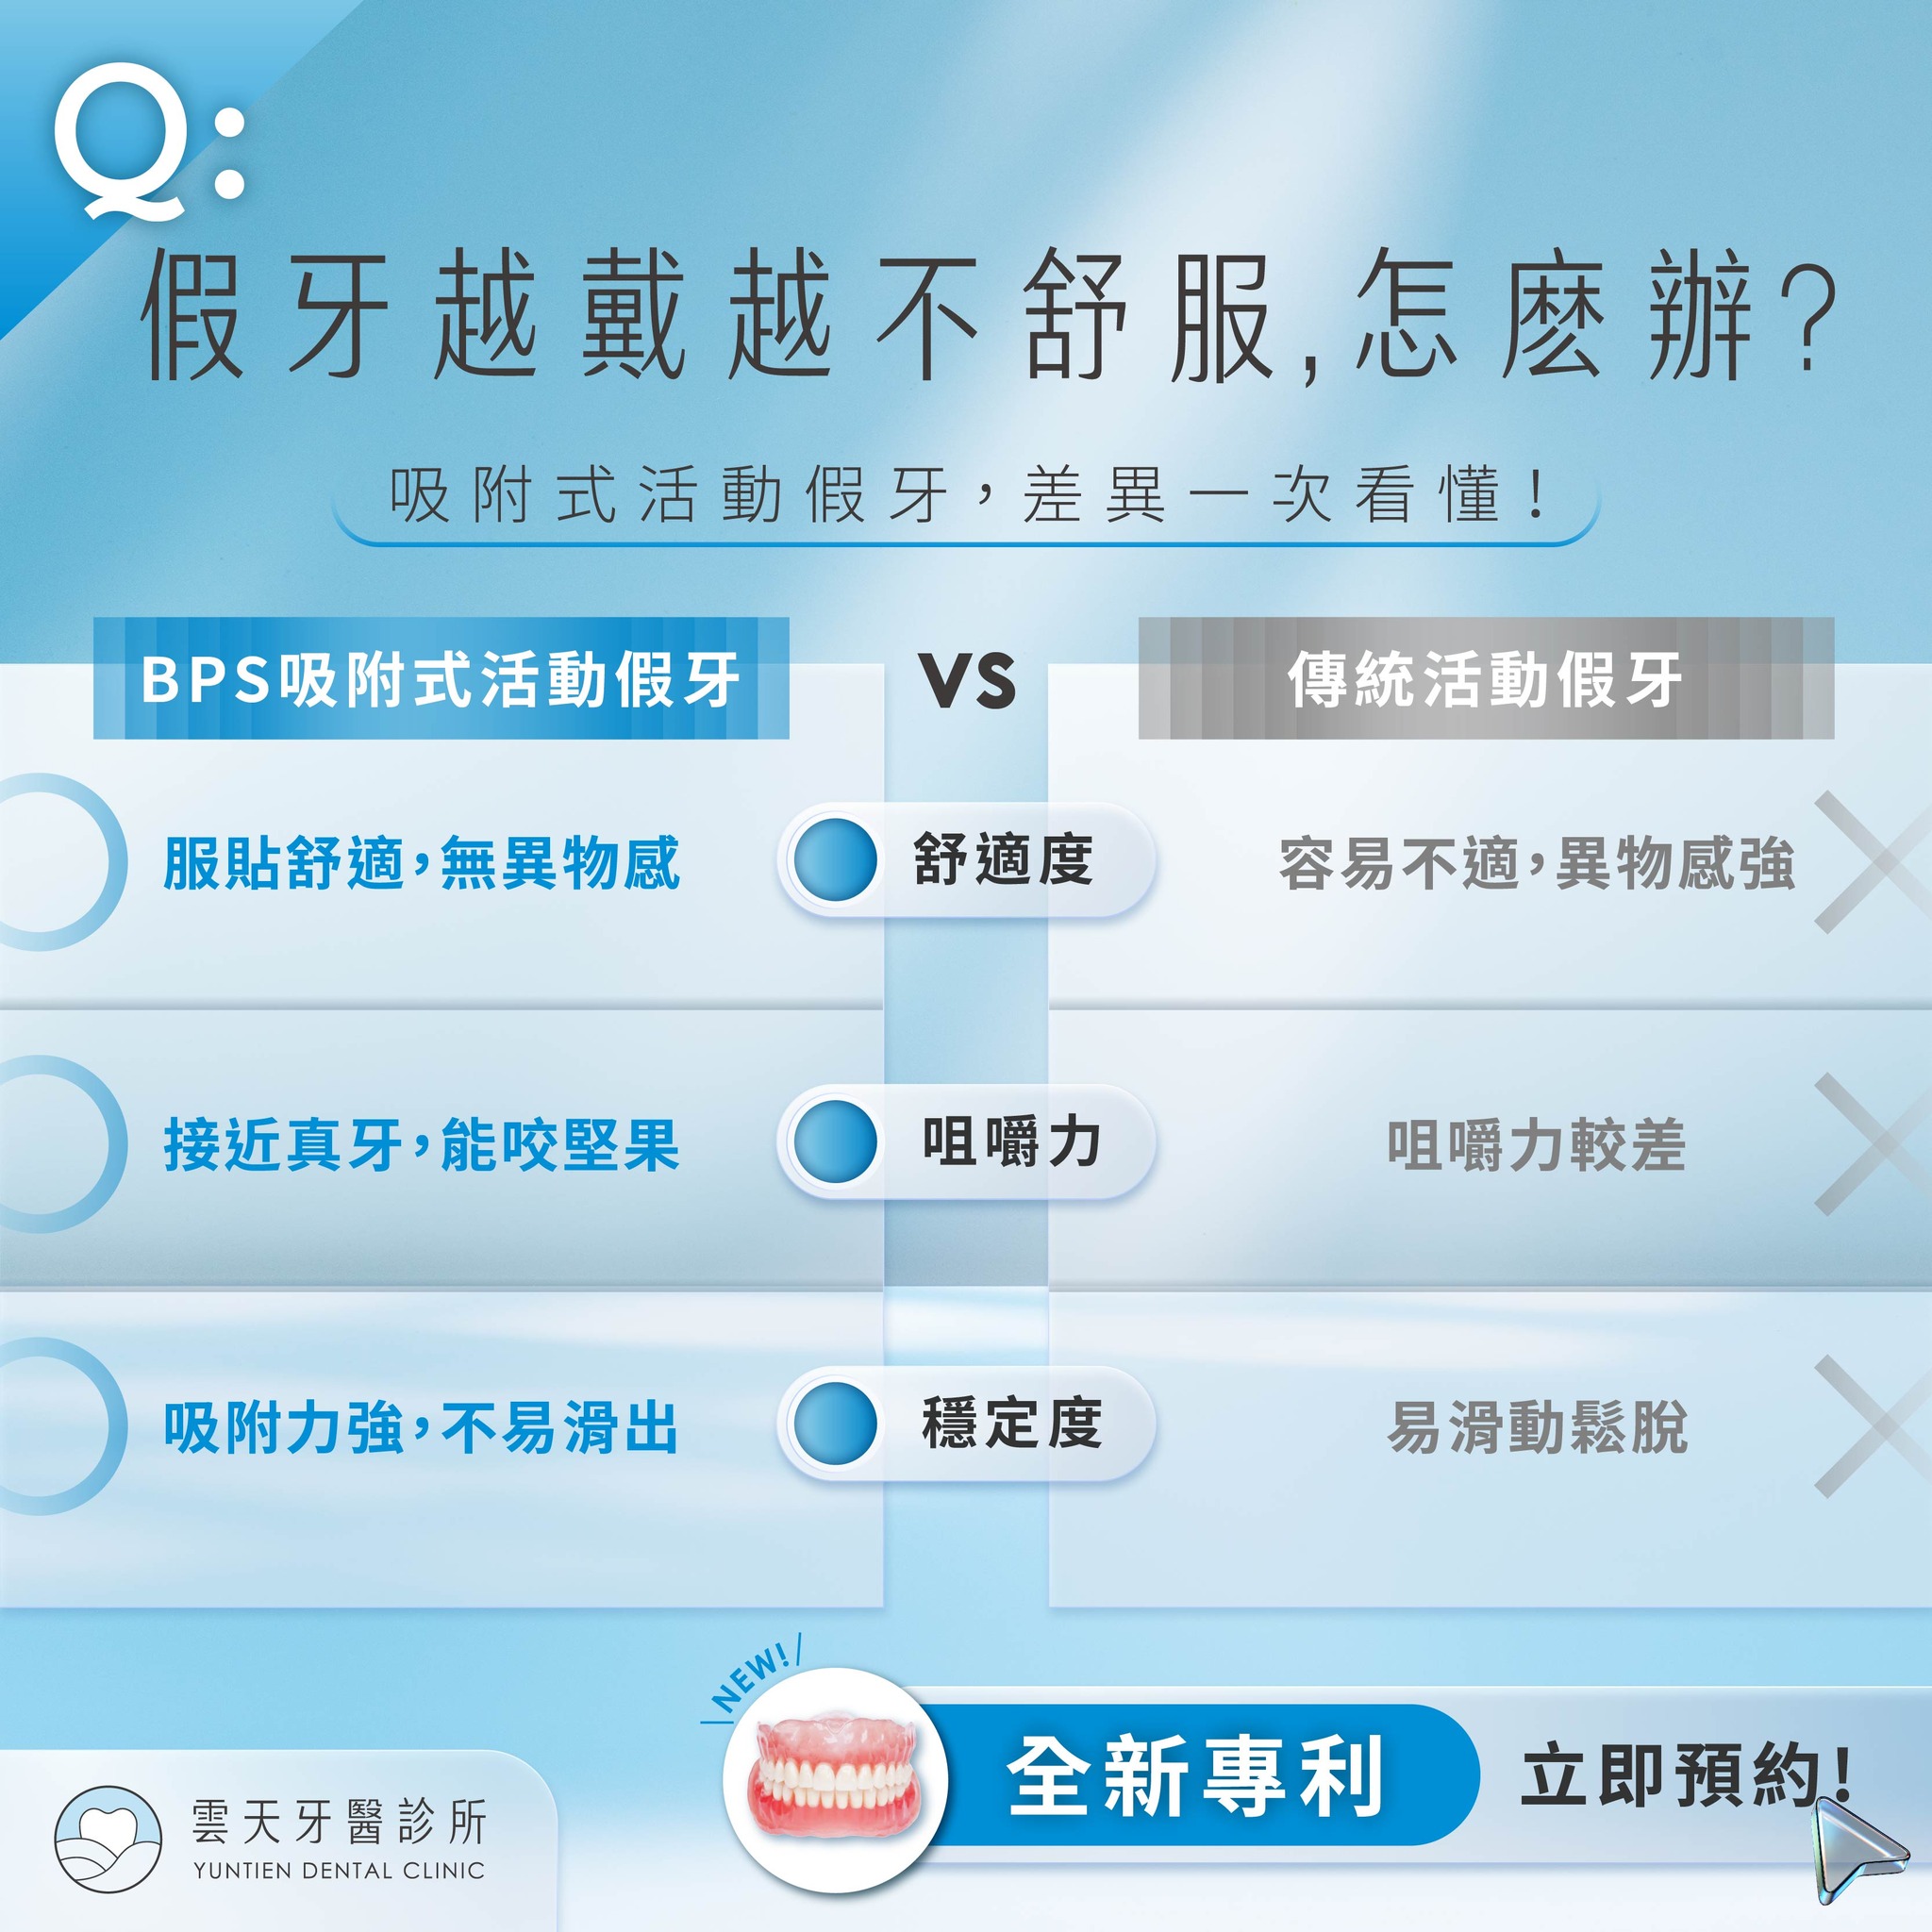 Q:
假牙越戴越不舒服,怎麼辦?
吸附式活動假牙，差異一次看懂!
BPS吸附式活動假牙 VS 傳統活動假牙
服貼舒適，無異物感 舒適度 容易不適，異物感強
接近真牙，能咬堅果 咀嚼力 咀嚼力較差
吸附力強，不易滑出 穩定度 易滑動鬆脫
NEW!
全新專利 立即預約!
雲天牙醫診所
YUNTIEN DENTAL CLINIC